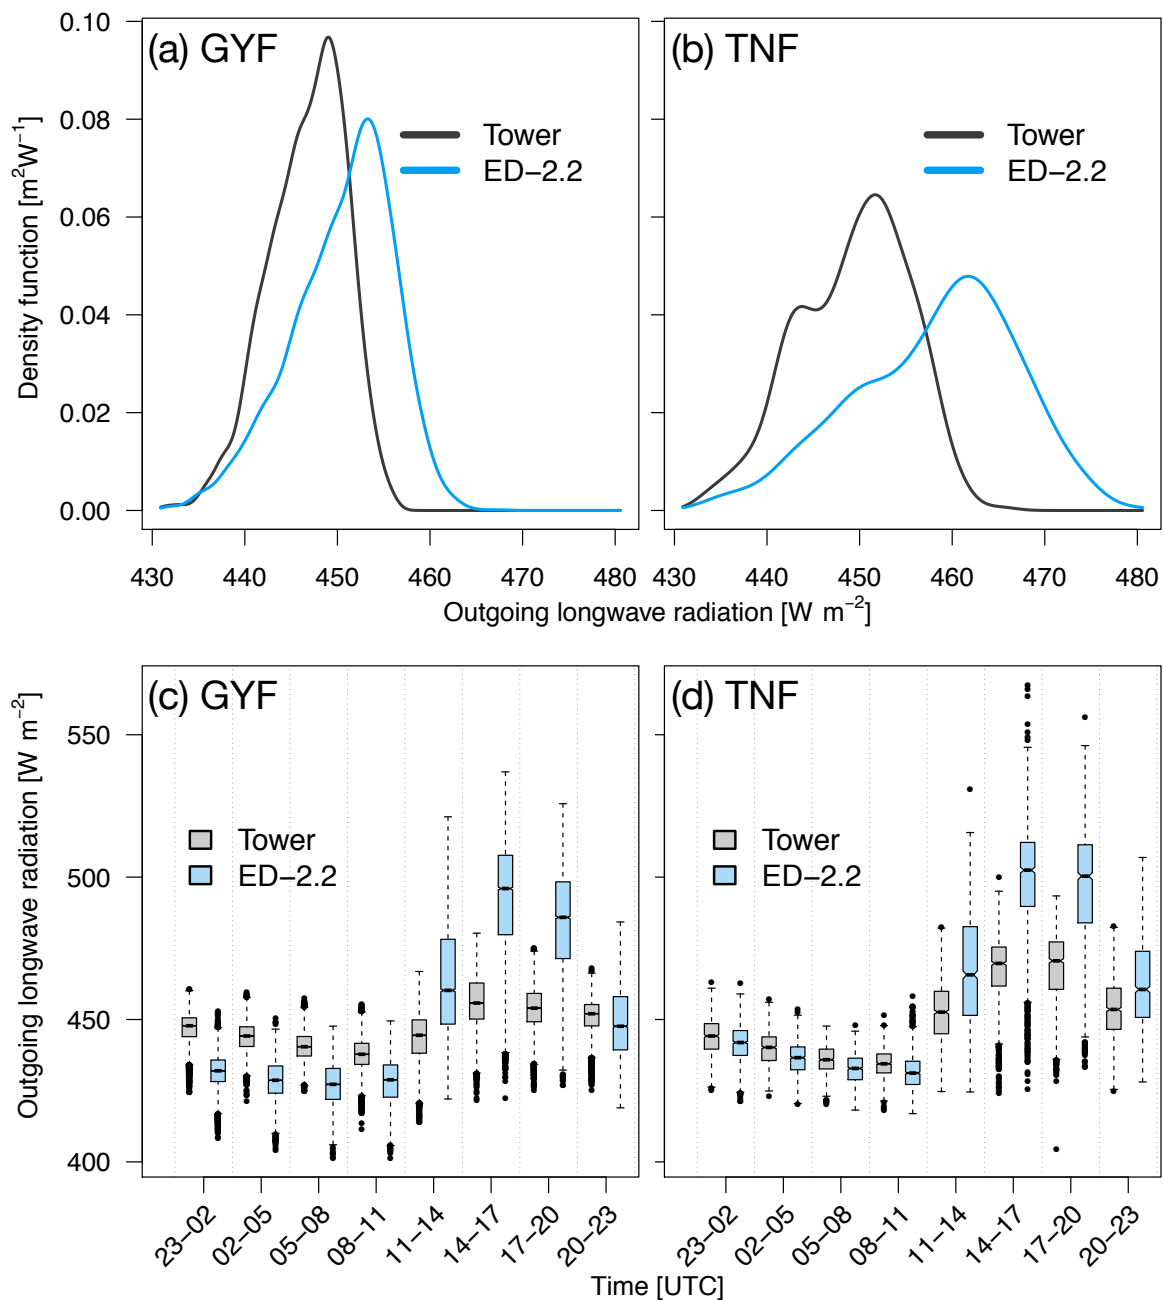 (a) GYF
(b) TNF
Tower
ED−2.2
Tower
ED−2.2
Density function [m²W⁻¹]
0.10
0.08
0.06
0.04
0.02
0.00
430 440 450 460 470 480
430 440 450 460 470 480
Outgoing longwave radiation [W m⁻²]
(c) GYF
(d) TNF
Tower
ED−2.2
Tower
ED−2.2
Outgoing longwave radiation [W m⁻²]
550
500
450
400
23−02 02−05 05−08 08−11 11−14 14−17 17−20 20−23
23−02 02−05 05−08 08−11 11−14 14−17 17−20 20−23
Time [UTC]